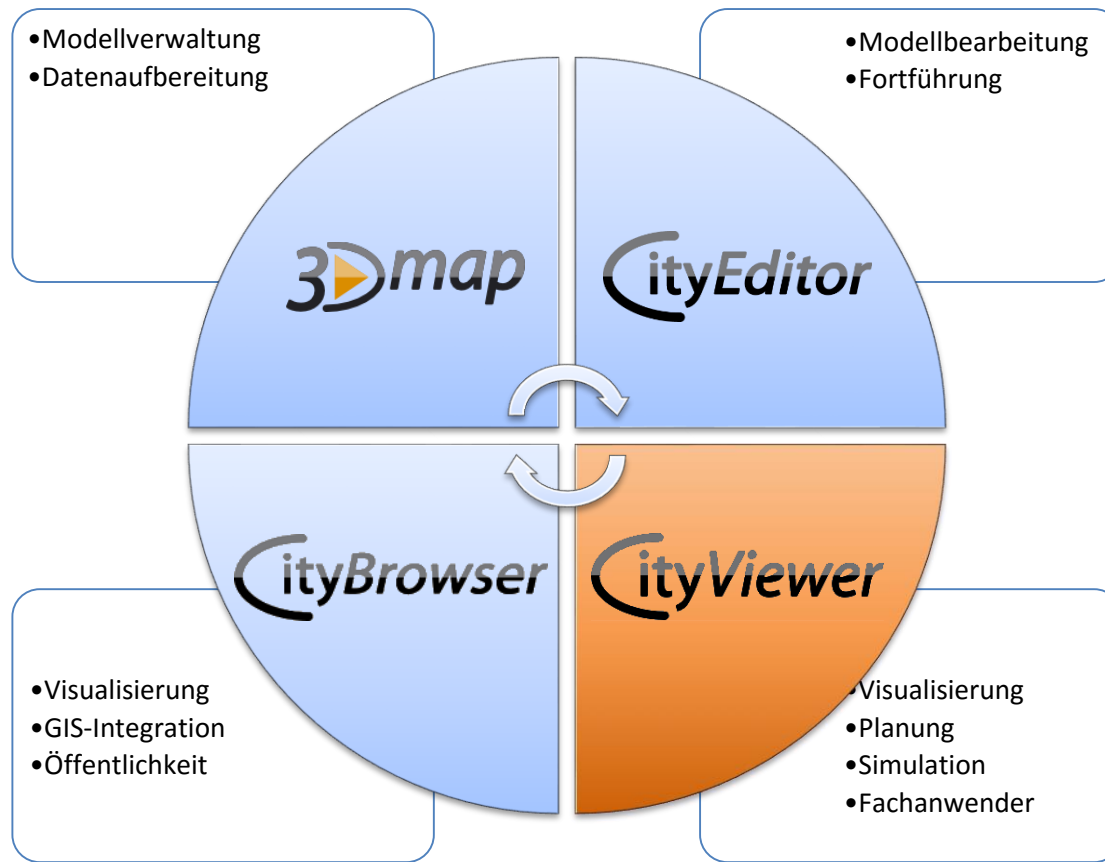 •Modellverwaltung
•Datenaufbereitung
•Modellbearbeitung
•Fortführung
3Dmap
CityEditor
CityBrowser
CityViewer
•Visualisierung
•GIS-Integration
•Öffentlichkeit
•Visualisierung
•Planung
•Simulation
•Fachanwender